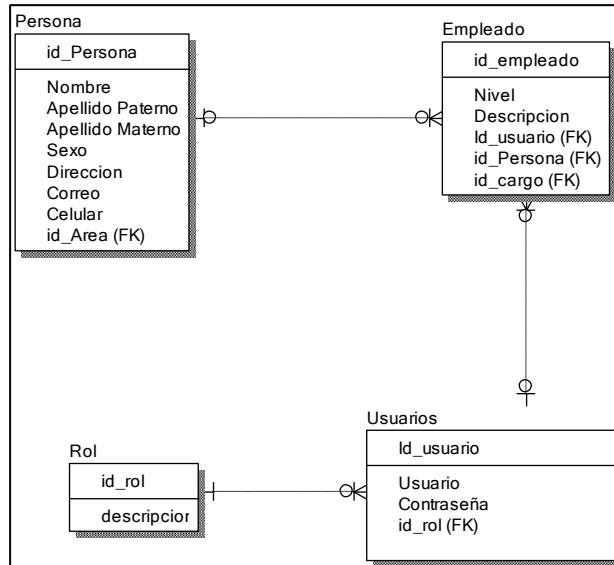 Persona
id_Persona
Nombre
Apellido Paterno
Apellido Materno
Sexo
Direccion
Correo
Celular
id_Area (FK)
Empleado
id_empleado
Nivel
Descripcion
Id_usuario (FK)
id_Persona (FK)
id_cargo (FK)
Rol
id_rol
descripcion
Usuarios
Id_usuario
Usuario
Contraseña
id_rol (FK)